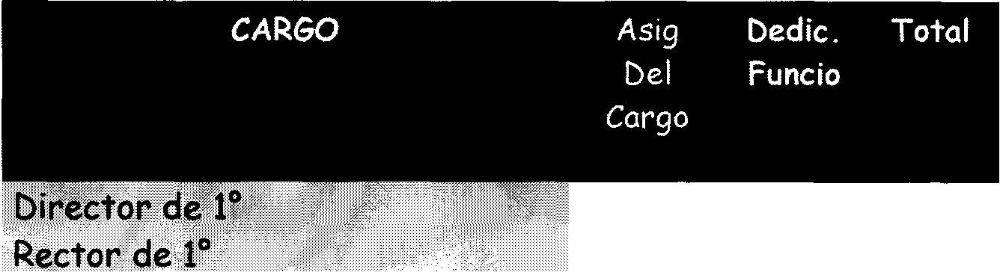 CARGO Asig Dedic. Total
Del Funcio
Cargo
Director de 1°
Rector de 1°